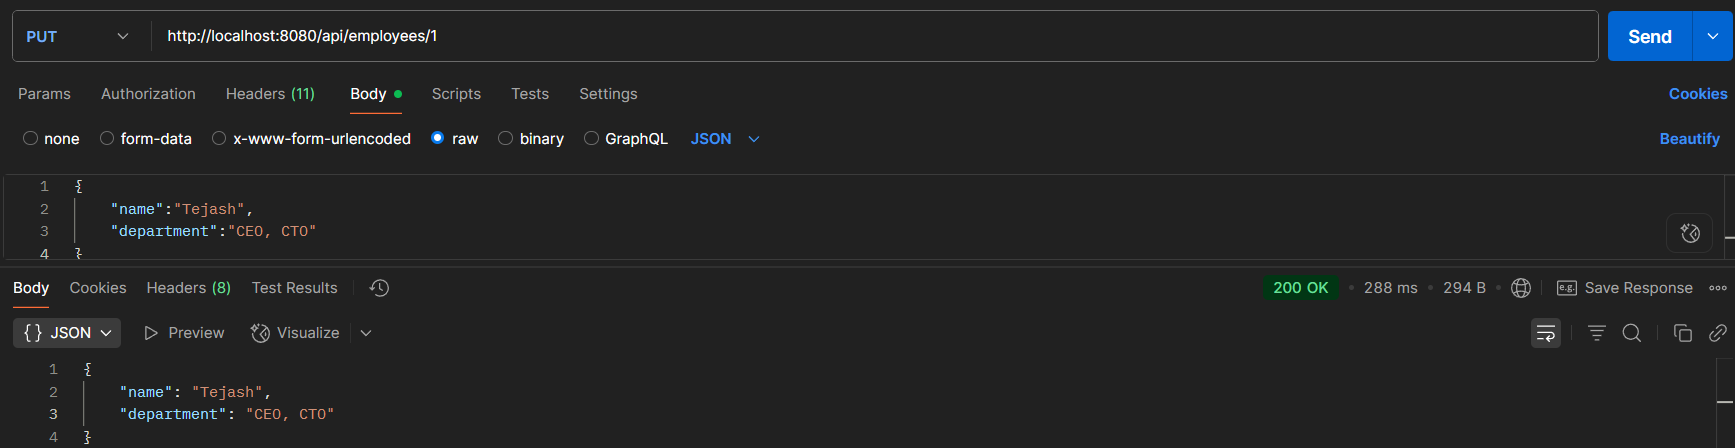 PUT http://localhost:8080/api/employees/1 Send
Params Authorization Headers (11) Body Scripts Tests Settings Cookies
none form-data x-www-form-urlencoded raw binary GraphQL JSON Beautify
1 {
2 "name":"Tejash",
3 "department":"CEO, CTO"
4 }
Body Cookies Headers (8) Test Results 200 OK • 288 ms • 294 B • e.g. Save Response
{} JSON Preview Visualize
1 {
2 "name": "Tejash",
3 "department": "CEO, CTO"
4 }